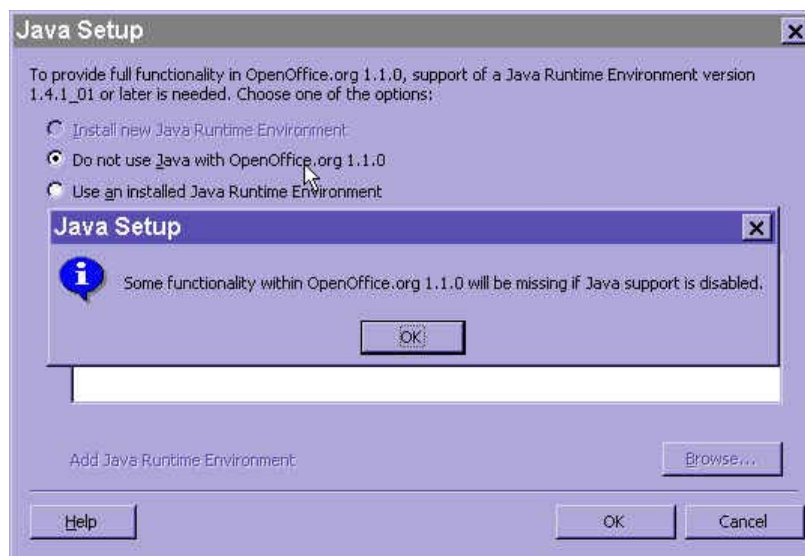 Java Setup
To provide full functionality in OpenOffice.org 1.1.0, support of a Java Runtime Environment version
1.4.1_01 or later is needed. Choose one of the options:
Install new Java Runtime Environment
Do not use Java with OpenOffice.org 1.1.0
Use an installed Java Runtime Environment
Java Setup
Some functionality within OpenOffice.org 1.1.0 will be missing if Java support is disabled.
OK
Add Java Runtime Environment
Browse...
Help
OK
Cancel